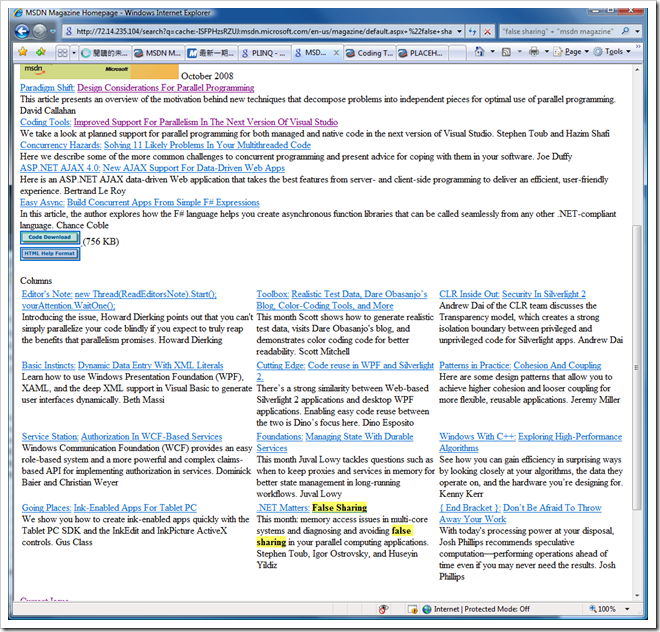 MSDN Magazine Homepage - Windows Internet Explorer
http://72.14.235.104/search?q=cache:-ISFPHzsRZUJ:msdn.microsoft.com/en-us/magazine/default.aspx+%22false+sha
"false sharing" + "msdn magazine"
MSDN M...
PLINQ - ...
MSD...
Coding T...
PLACEH...
Page
Tools
msdn
Microsoft
October 2008
Paradigm Shift: Design Considerations For Parallel Programming
This article presents an overview of the motivation behind new techniques that decompose problems into independent pieces for optimal use of parallel programming.
David Callahan
Coding Tools: Improved Support For Parallelism In The Next Version Of Visual Studio
We take a look at planned support for parallel programming for both managed and native code in the next version of Visual Studio. Stephen Toub and Hazim Shafi
Concurrency Hazards: Solving 11 Likely Problems In Your Multithreaded Code
Here we describe some of the more common challenges to concurrent programming and present advice for coping with them in your software. Joe Duffy
ASP.NET AJAX 4.0: New AJAX Support For Data-Driven Web Apps
Here is an ASP.NET AJAX data-driven Web application that takes the best features from server- and client-side programming to deliver an efficient, user-friendly
experience. Bertrand Le Roy
Easy Async: Build Concurrent Apps From Simple F# Expressions
In this article, the author explores how the F# language helps you create asynchronous function libraries that can be called seamlessly from any other .NET-compliant
language. Chance Coble
Code Download (756 KB)
HTML Help Format
Columns
Editor's Note: new Thread(ReadEditorsNote).Start();
yourAttention.WaitOne();
Introducing the issue, Howard Dierking points out that you can't
simply parallelize your code blindly if you expect to truly reap
the benefits that parallelism promises. Howard Dierking
Toolbox: Realistic Test Data, Dare Obasanjo's
Blog, Color-Coding Tools, and More
This month Scott shows how to generate realistic
test data, visits Dare Obasanjo's blog, and
demonstrates color coding code for better
readability. Scott Mitchell
CLR Inside Out: Security In Silverlight 2
Andrew Dai of the CLR team discusses the
Transparency model, which creates a strong
isolation boundary between privileged and
unprivileged code for Silverlight apps. Andrew Dai
Basic Instincts: Dynamic Data Entry With XML Literals
Learn how to use Windows Presentation Foundation (WPF),
XAML, and the deep XML support in Visual Basic to generate
user interfaces dynamically. Beth Massi
Cutting Edge: Code reuse in WPF and Silverlight
2.
There's a strong similarity between Web-based
Silverlight 2 applications and desktop WPF
applications. Enabling easy code reuse between
the two is Dino's focus here. Dino Esposito
Patterns in Practice: Cohesion And Coupling
Here are some design patterns that allow you to
achieve higher cohesion and looser coupling for
more flexible, reusable applications. Jeremy Miller
Service Station: Authorization In WCF-Based Services
Windows Communication Foundation (WCF) provides an easy
role-based system and a more powerful and complex claims-
based API for implementing authorization in services. Dominick
Baier and Christian Weyer
Foundations: Managing State With Durable
Services
This month Juval Lowy tackles questions such as
when to keep proxies and services in memory for
better state management in long-running
workflows. Juval Lowy
Windows With C++: Exploring High-Performance
Algorithms
See how you can gain efficiency in surprising ways
by looking closely at your algorithms, the data they
operate on, and the hardware you're designing for.
Kenny Kerr
Going Places: Ink-Enabled Apps For Tablet PC
We show you how to create ink-enabled apps quickly with the
Tablet PC SDK and the InkEdit and InkPicture ActiveX
controls. Gus Class
.NET Matters: False Sharing
This month: memory access issues in multi-core
systems and diagnosing and avoiding false
sharing in your parallel computing applications.
Stephen Toub, Igor Ostrovsky, and Huseyin
Yildiz
{ End Bracket }: Don't Be Afraid To Throw
Away Your Work
With today's processing power at your disposal,
Josh Phillips recommends speculative
computation—performing operations ahead of
time even if you may never need the results. Josh
Phillips
Internet | Protected Mode: Off
100%